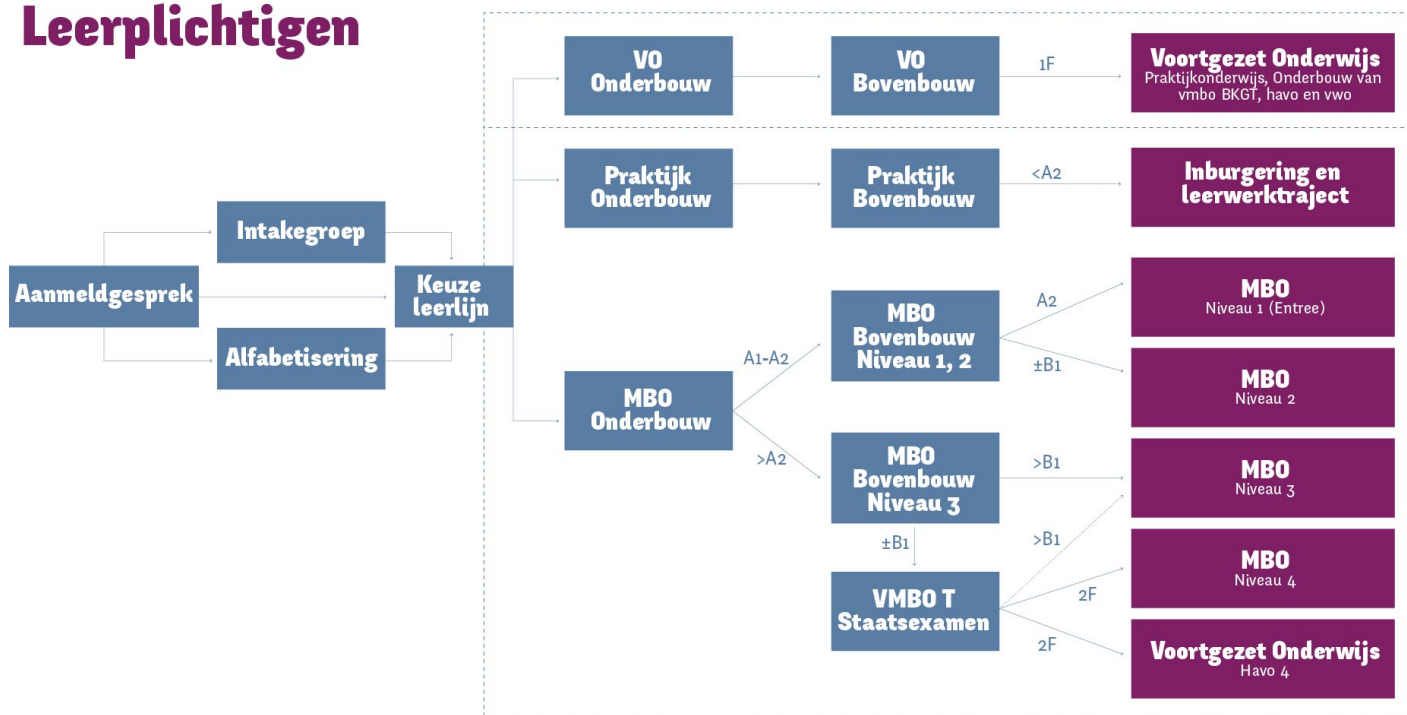 Leerplichtigen
VO
Onderbouw
VO
Bovenbouw
1F
Voortgezet Onderwijs
Praktijkonderwijs, Onderbouw van
vmbo BKGT, havo en vwo
Praktijk
Onderbouw
Praktijk
Bovenbouw
<A2
Inburgering en
leerwerktraject
Intakegroep
Aanmeldgesprek
Keuze
leerlijn
Alfabetisering
MBO
Onderbouw
A1-A2
>A2
MBO
Bovenbouw
Niveau 1, 2
A2
±B1
MBO
Niveau 1 (Entree)
MBO
Niveau 2
MBO
Bovenbouw
Niveau 3
>B1
MBO
Niveau 3
±B1
>B1
VMBO T
Staatsexamen
2F
2F
MBO
Niveau 4
Voortgezet Onderwijs
Havo 4